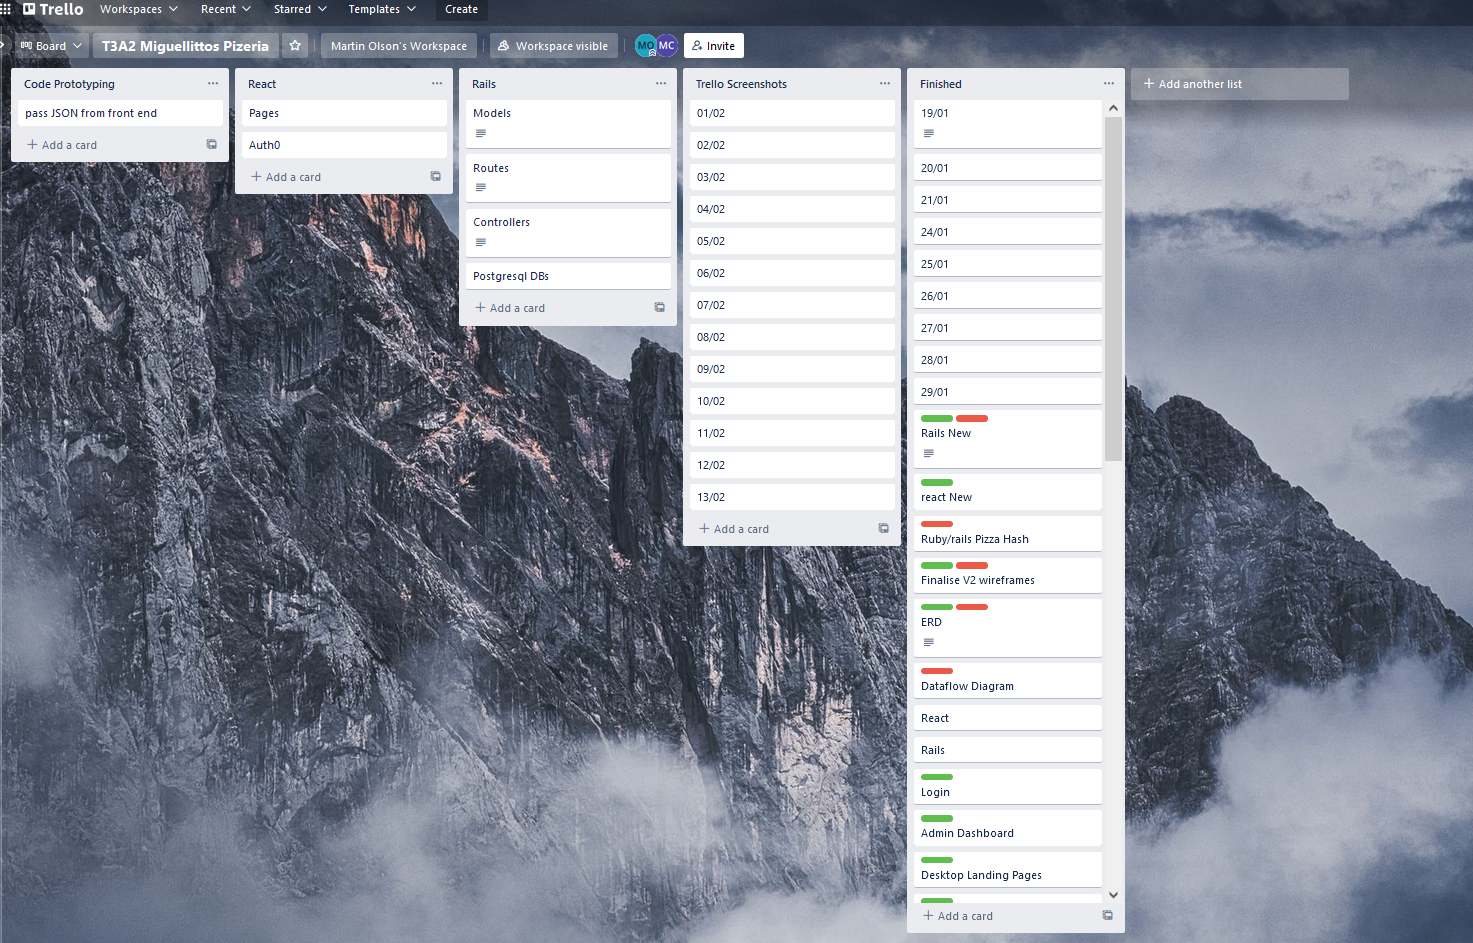 Trello
Workspaces
Recent
Starred
Templates
Create
Board
T3A2 Miguellittos Pizeria
Martin Olson's Workspace
Workspace visible
MO
MC
Invite
Code Prototyping
pass JSON from front end
Add a card
React
Pages
Auth0
Add a card
Rails
Models
Routes
Controllers
Postgresql DBs
Add a card
Trello Screenshots
01/02
02/02
03/02
04/02
05/02
06/02
07/02
08/02
09/02
10/02
11/02
12/02
13/02
Add a card
Finished
19/01
20/01
21/01
24/01
25/01
26/01
27/01
28/01
29/01
Rails New
react New
Ruby/rails Pizza Hash
Finalise V2 wireframes
ERD
Dataflow Diagram
React
Rails
Login
Admin Dashboard
Desktop Landing Pages
Add a card
Add another list